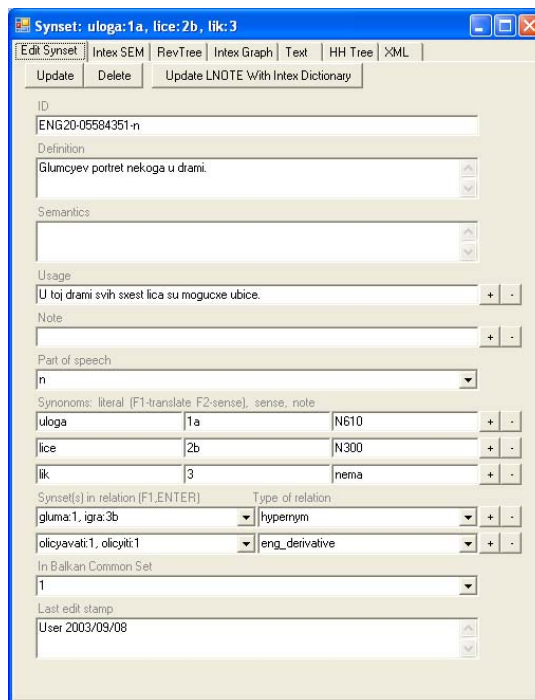 Synset: uloga:1a, lice:2b, lik:3
Edit Synset Intex SEM RevTree Intex Graph Text HH Tree XML
Update Delete Update LNOTE With Intex Dictionary
ID
ENG20-05584351-n
Definition
Glumcyev portret nekoga u drami.
Semantics
Usage
U toj drami svih sxest lica su mogucxe ubice. + -
Note
+ -
Part of speech
n
Synonoms: literal (F1-translate F2-sense), sense, note
uloga 1a N610 + -
lice 2b N300 + -
lik 3 nema + -
Synset(s) in relation (F1,ENTER) Type of relation
gluma:1, igra:3b hypernym + -
olicyavati:1, olicyiti:1 eng_derivative + -
In Balkan Common Set
1
Last edit stamp
User 2003/09/08